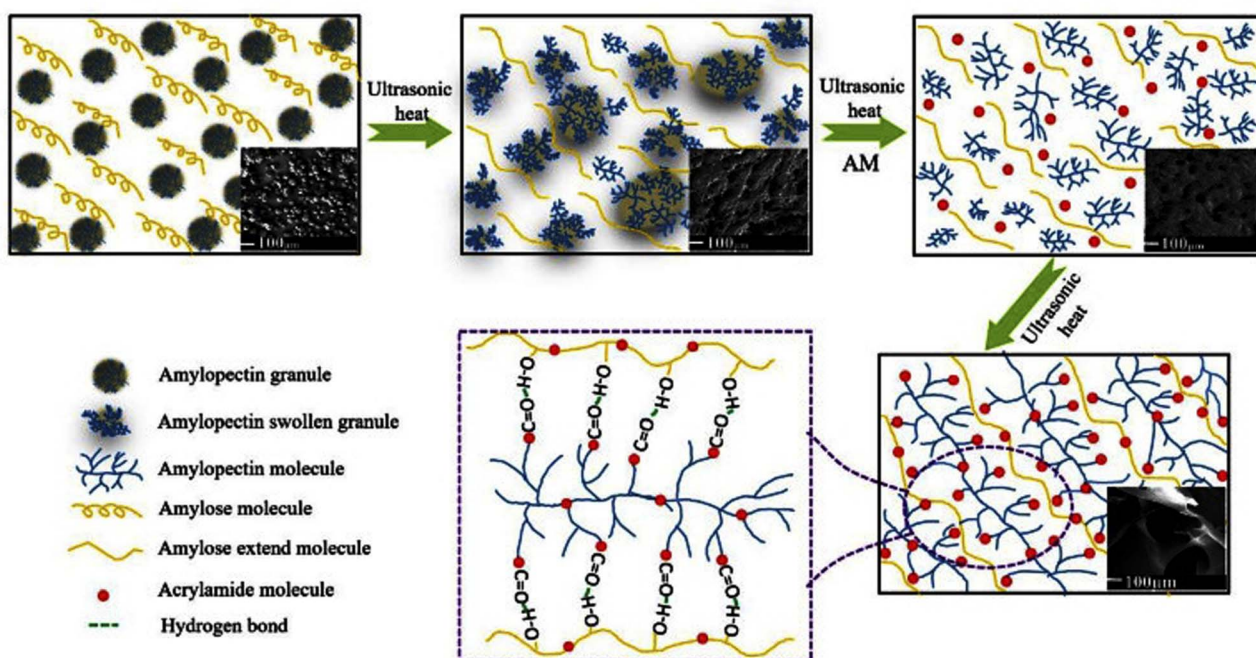 Ultrasonic
heat
Ultrasonic
heat
AM
100μm
100μm
100μm
Ultrasonic
heat
Amylopectin granule
Amylopectin swollen granule
Amylopectin molecule
Amylose molecule
Amylose extend molecule
Acrylamide molecule
Hydrogen bond
C=O H-O
C=O H-O
C=O H-O
C=O H-O
C=O H-O
C=O H-O
C=O H-O
C=O H-O
100μm